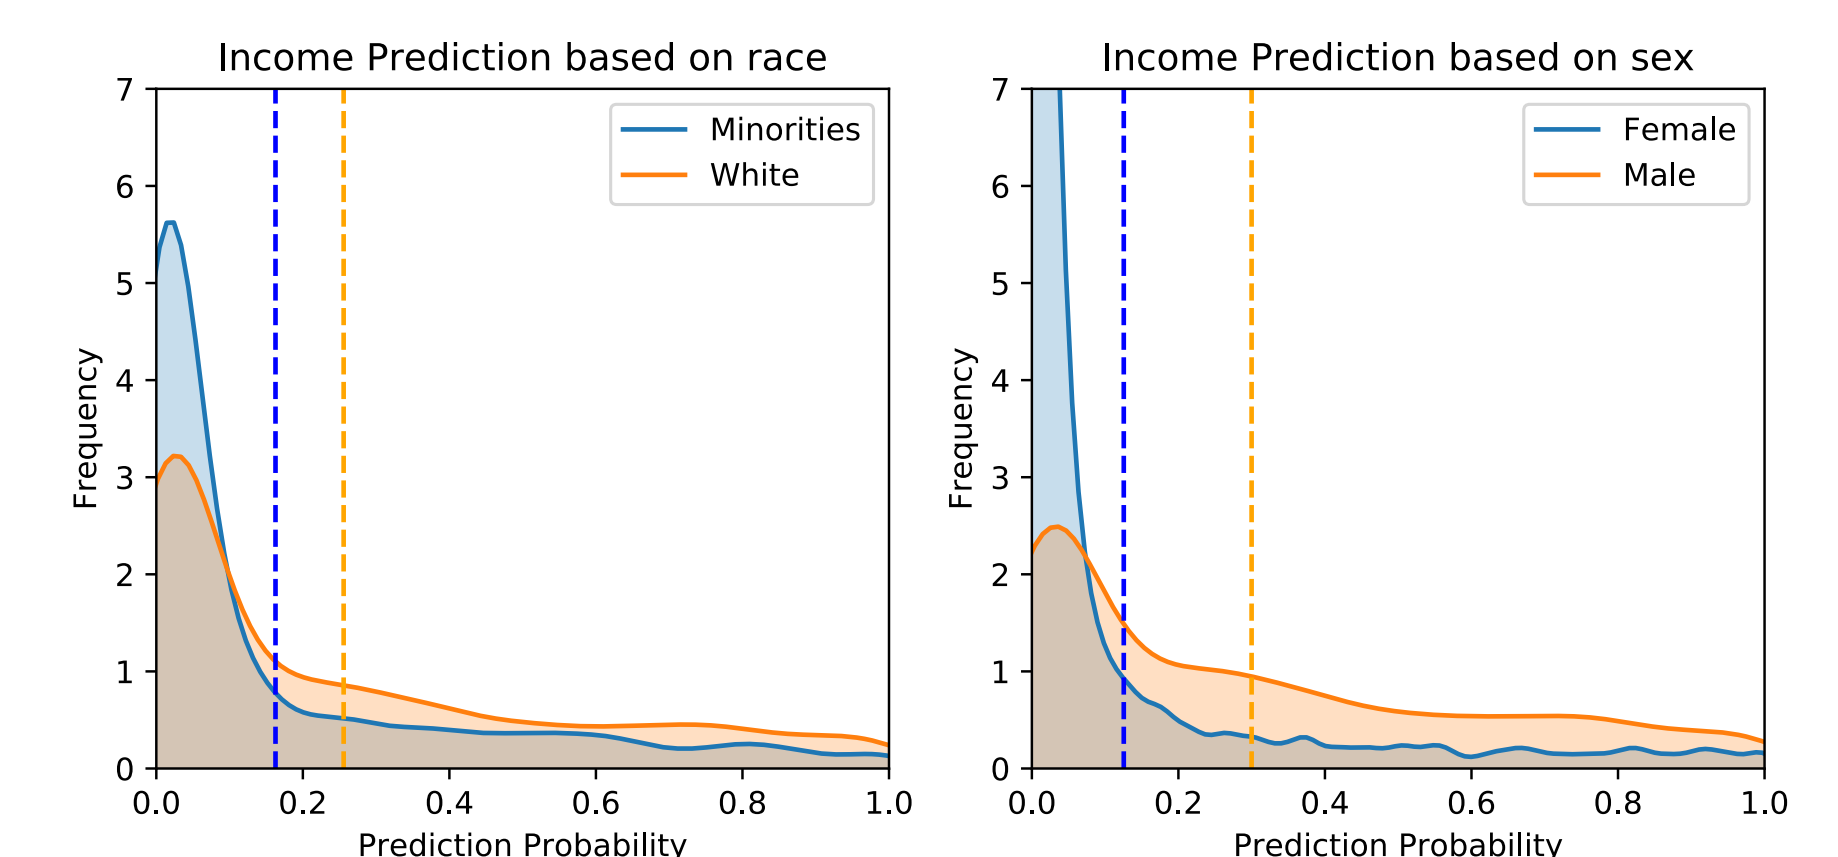 Income Prediction based on race
7
6
5
4
3
2
1
0
Frequency
Minorities
White
0.0 0.2 0.4 0.6 0.8 1.0
Prediction Probability
Income Prediction based on sex
7
6
5
4
3
2
1
0
Frequency
Female
Male
0.0 0.2 0.4 0.6 0.8 1.0
Prediction Probability